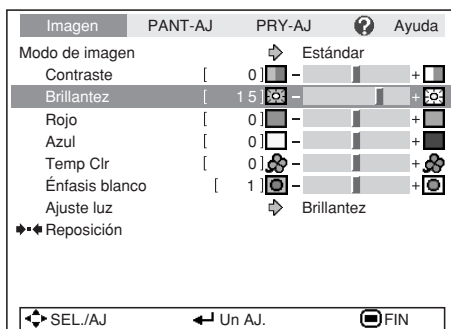 Imagen PANT-AJ PRY-AJ ? Ayuda
Modo de imagen Estándar
Contraste [ 0 ] - +
Brillantez [ 15 ] - +
Rojo [ 0 ] - +
Azul [ 0 ] - +
Temp Clr [ 0 ] - +
Énfasis blanco [ 1 ] - +
Ajuste luz Brillantez
Reposición
SEL./AJ Un AJ. FIN